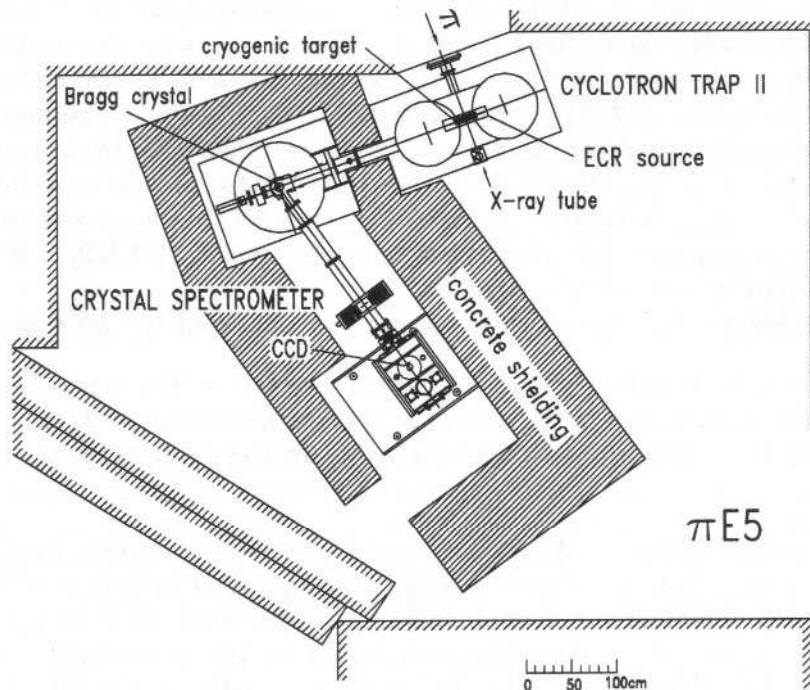 π
cryogenic target
CYCLOTRON TRAP II
Bragg crystal
ECR source
X-ray tube
CRYSTAL SPECTROMETER
concrete shielding
CCD
πE5
0 50 100cm